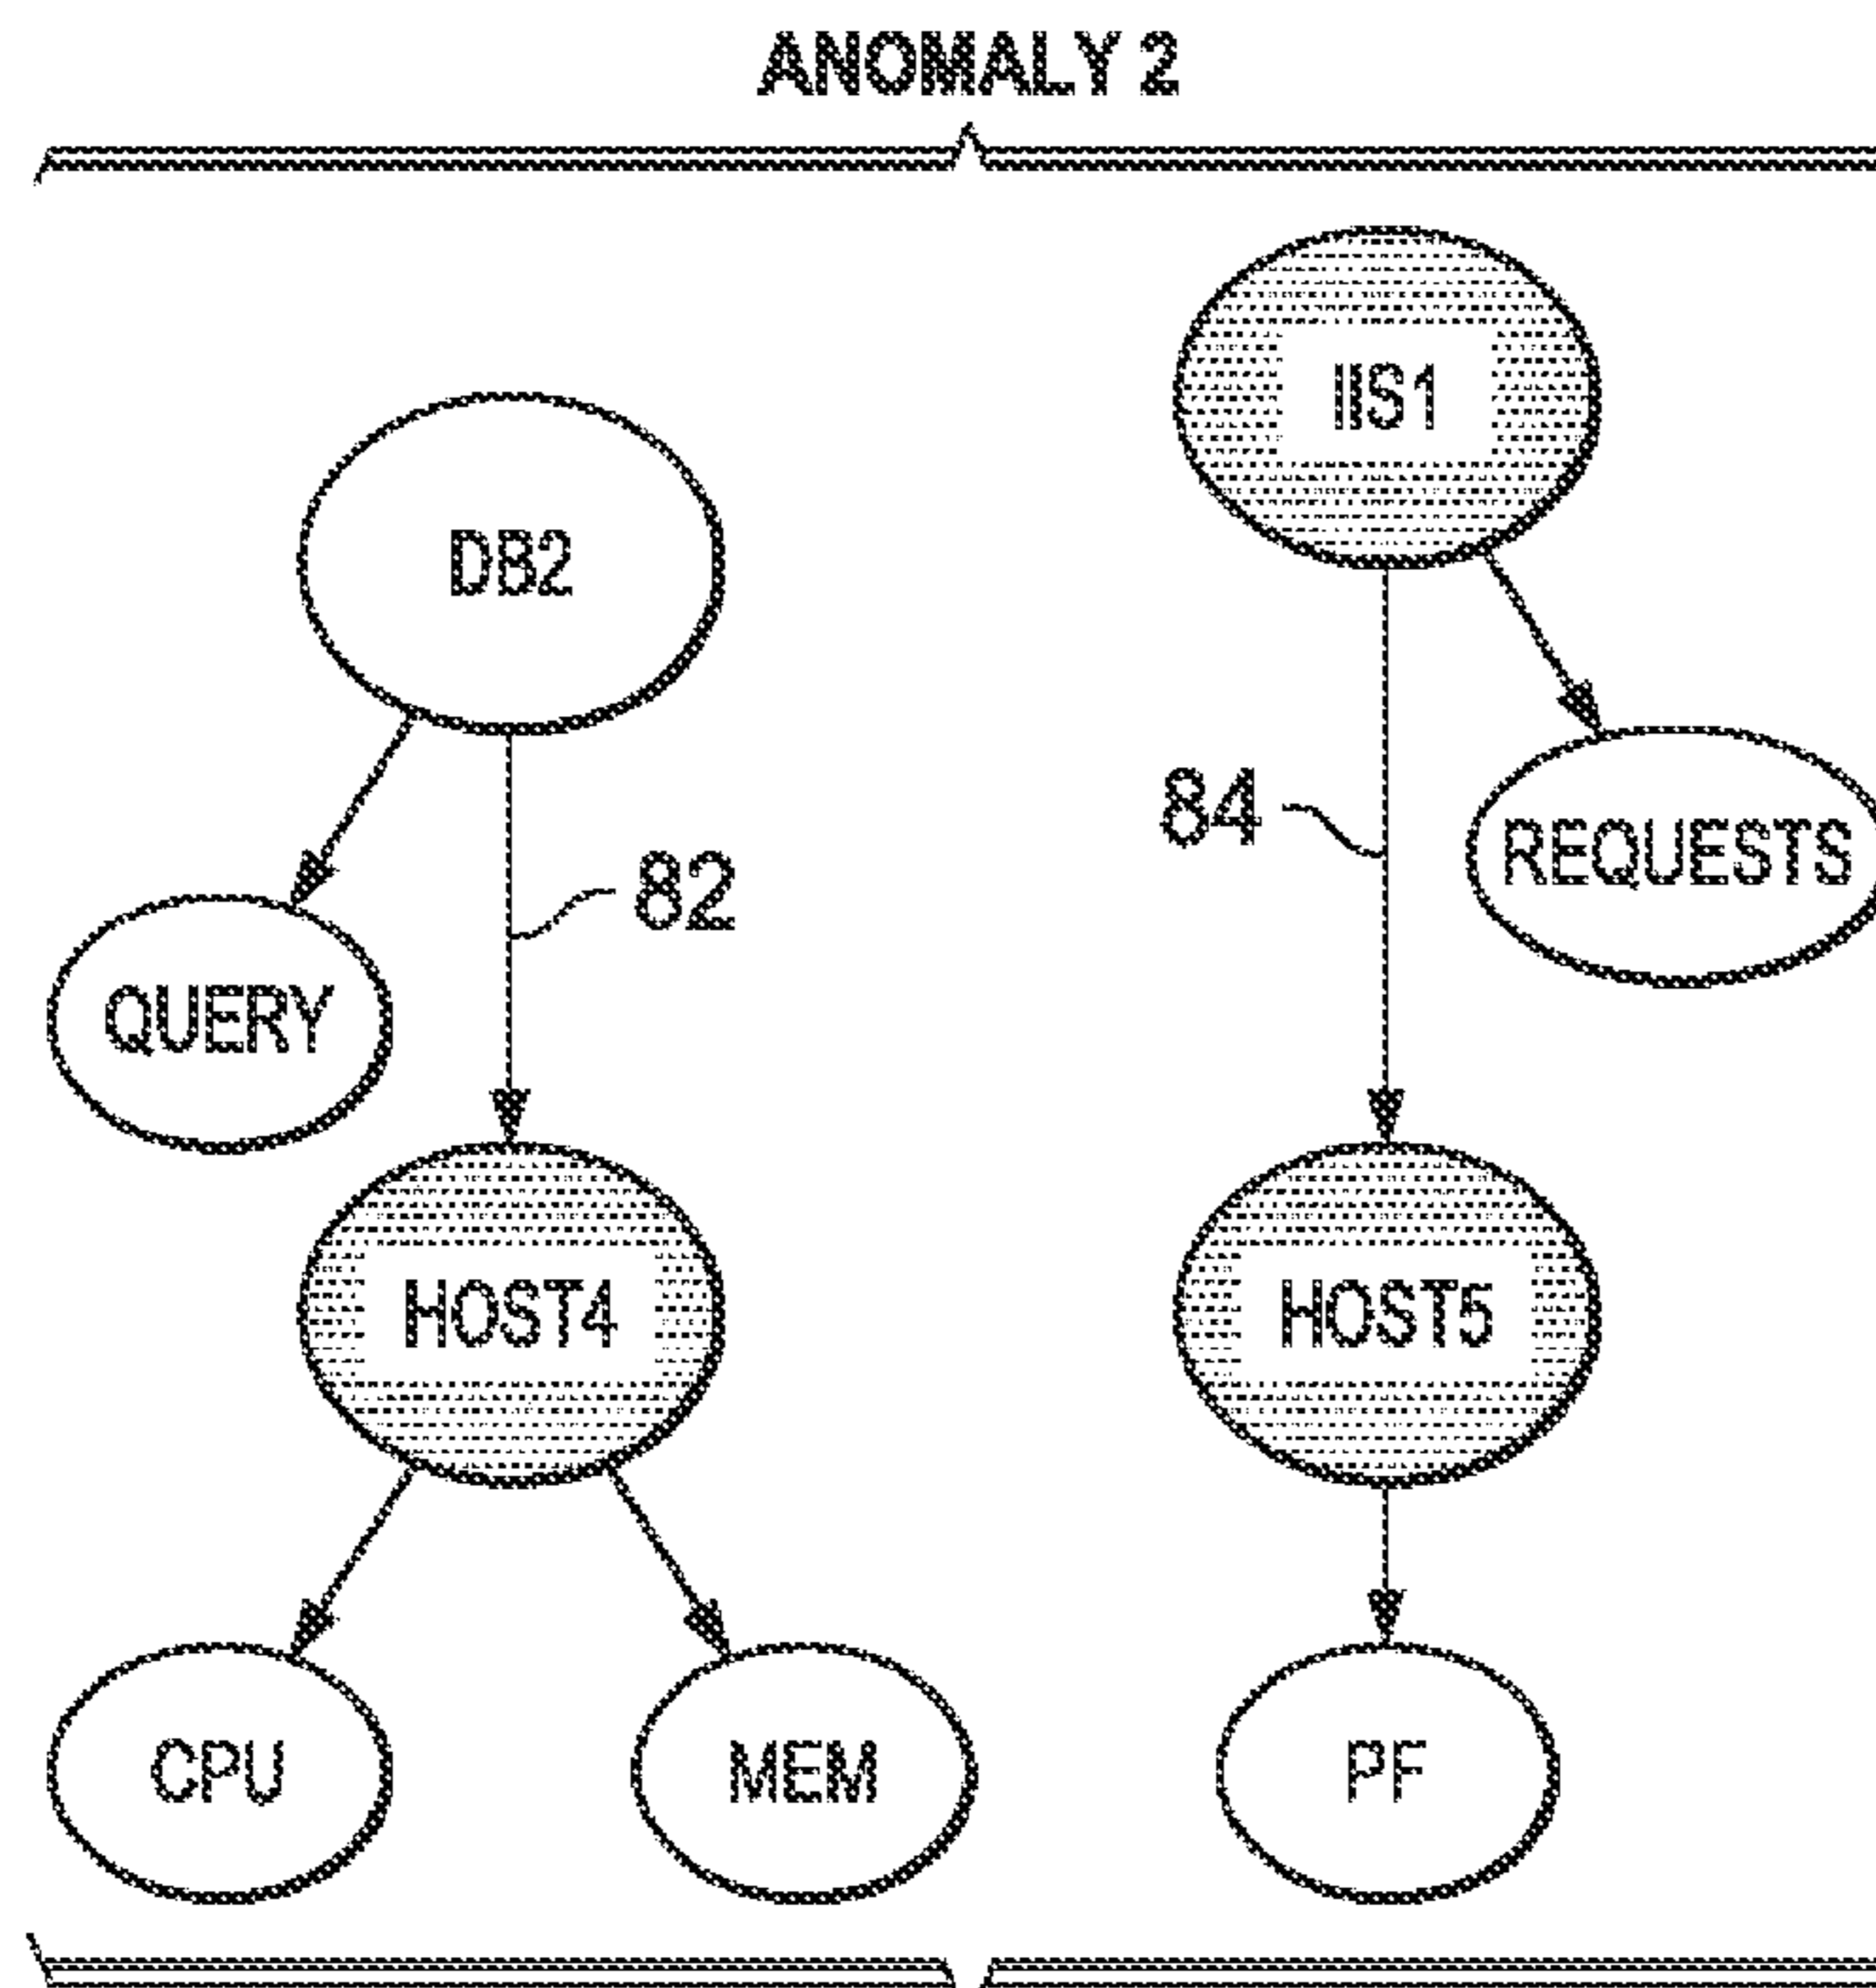 ANOMALY 2
IIS1
DB2
84
REQUESTS
82
QUERY
HOST4
HOST5
CPU
MEM
PF